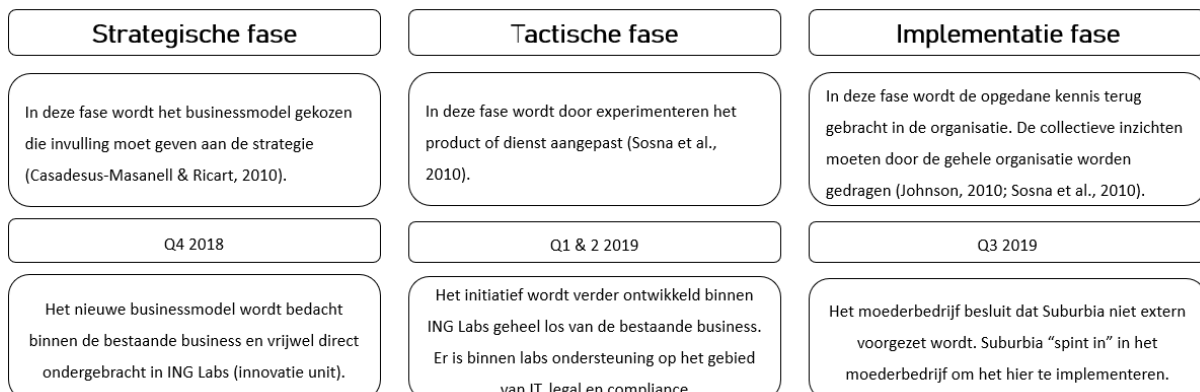 Strategische fase
In deze fase wordt het businessmodel gekozen
die invulling moet geven aan de strategie
(Casadesus-Masanell & Ricart, 2010).
Q4 2018
Het nieuwe businessmodel wordt bedacht
binnen de bestaande business en vrijwel direct
ondergebracht in ING Labs (innovatie unit).
Tactische fase
In deze fase wordt door experimenteren het
product of dienst aangepast (Sosna et al.,
2010).
Q1 & 2 2019
Het initiatief wordt verder ontwikkeld binnen
ING Labs geheel los van de bestaande business.
Er is binnen labs ondersteuning op het gebied
van IT, legal en compliance
Implementatie fase
In deze fase wordt de opgedane kennis terug
gebracht in de organisatie. De collectieve inzichten
moeten door de gehele organisatie worden
gedragen (Johnson, 2010; Sosna et al., 2010).
Q3 2019
Het moederbedrijf besluit dat Suburbia niet extern
voorgezet wordt. Suburbia “spint in” in het
moederbedrijf om het hier te implementeren.